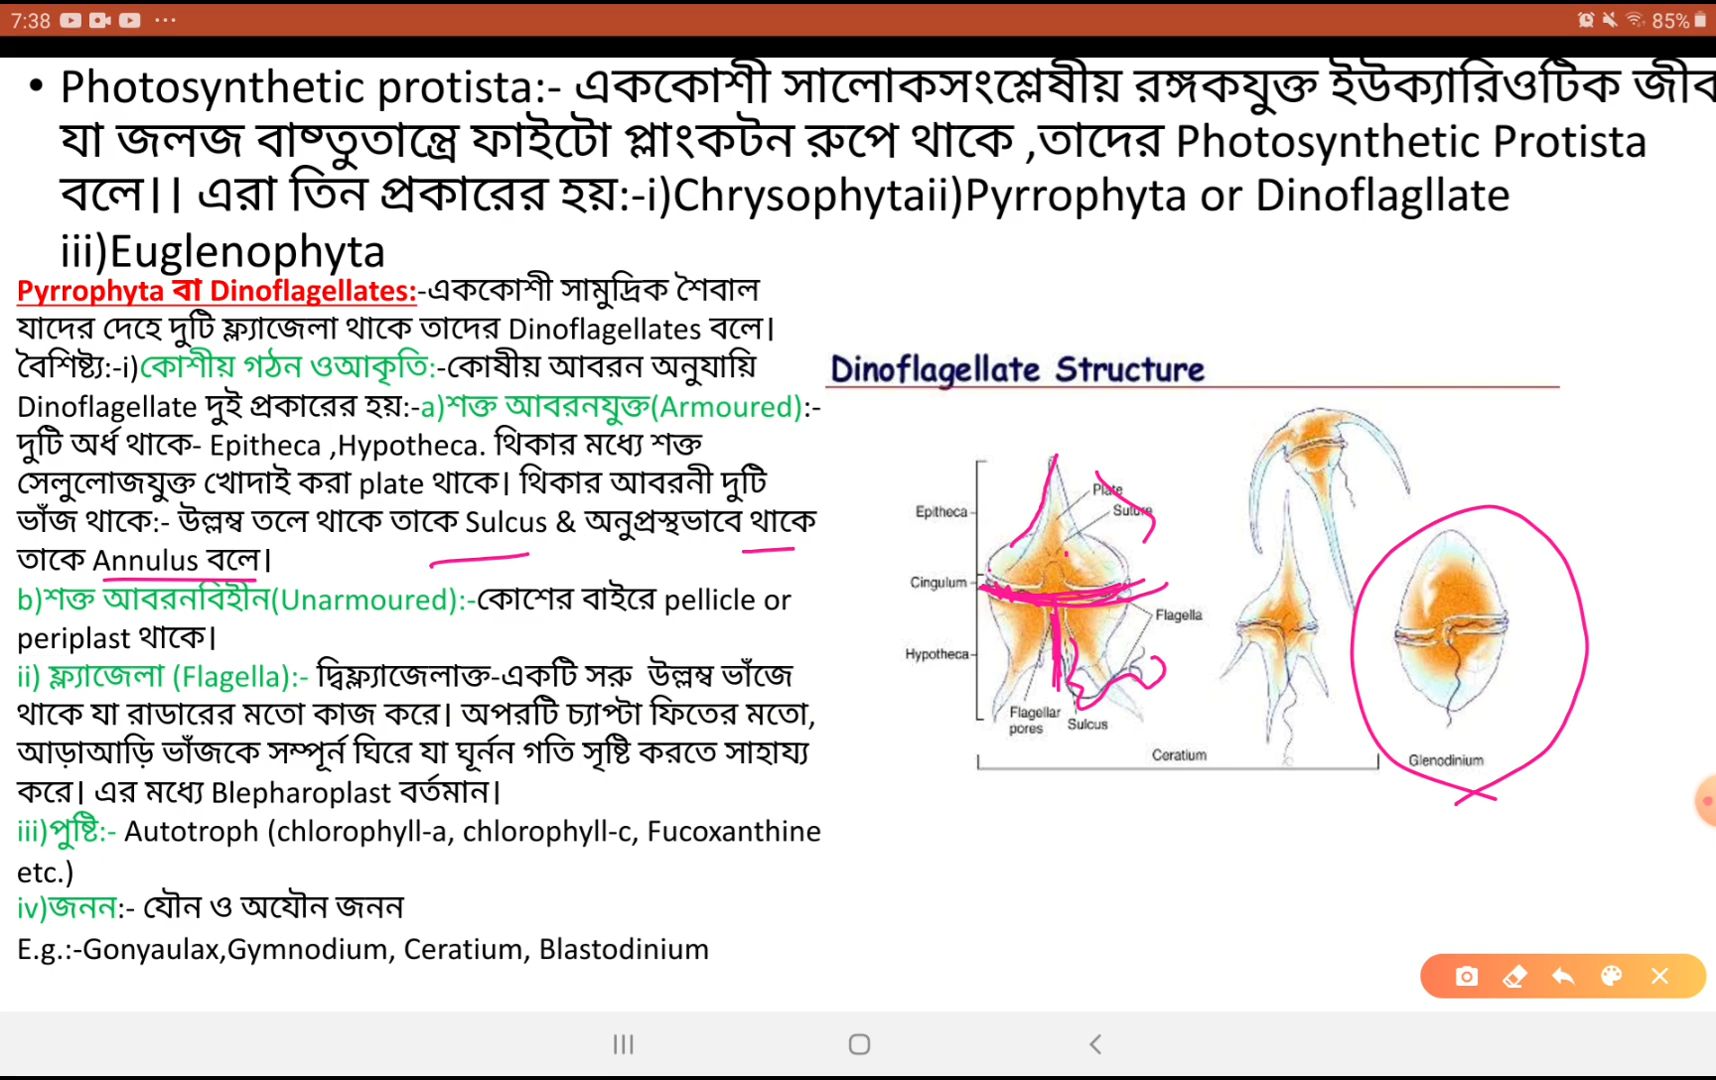 7:38
85%
• Photosynthetic protista:- এককোশী সালোকসংশ্লেষীয় রঙ্গকযুক্ত ইউক্যারিওটিক জীব
যা জলজ বাষ্তুতান্ত্রে ফাইটো প্লাংকটন রুপে থাকে ,তাদের Photosynthetic Protista
বলে।। এরা তিন প্রকারের হয়:-i)Chrysophytaii)Pyrrophyta or Dinoflagllate
iii)Euglenophyta
Pyrrophyta বা Dinoflagellates:-এককোশী সামুদ্রিক শৈবাল
যাদের দেহে দুটি ফ্ল্যাজেলা থাকে তাদের Dinoflagellates বলে।
বৈশিষ্ট্য:-i)কোশীয় গঠন ওআকৃতি:-কোষীয় আবরন অনুযায়ি
Dinoflagellate দুই প্রকারের হয়:-a)শক্ত আবরনযুক্ত(Armoured):-
দুটি অর্ধ থাকে- Epitheca ,Hypotheca. থিকার মধ্যে শক্ত
সেলুলোজযুক্ত খোদাই করা plate থাকে। থিকার আবরনী দুটি
ভাঁজ থাকে:- উল্লম্ব তলে থাকে তাকে Sulcus & অনুপ্রস্থভাবে থাকে
তাকে Annulus বলে।
b)শক্ত আবরনবিহীন(Unarmoured):-কোশের বাইরে pellicle or
periplast থাকে।
ii) ফ্ল্যাজেলা (Flagella):- দ্বিফ্ল্যাজেলাক্ত-একটি সরু উল্লম্ব ভাঁজে
থাকে যা রাডারের মতো কাজ করে। অপরটি চ্যাপ্টা ফিতের মতো,
আড়াআড়ি ভাঁজকে সম্পূর্ন ঘিরে যা ঘূর্নন গতি সৃষ্টি করতে সাহায্য
করে। এর মধ্যে Blepharoplast বর্তমান।
iii)পুষ্টি:- Autotroph (chlorophyll-a, chlorophyll-c, Fucoxanthine
etc.)
iv)জনন:- যৌন ও অযৌন জনন
E.g.:-Gonyaulax,Gymnodium, Ceratium, Blastodinium
Dinoflagellate Structure
Plate
Suture
Epitheca
Cingulum
Flagella
Hypotheca
Flagellar
pores
Sulcus
Ceratium
Glenodinium